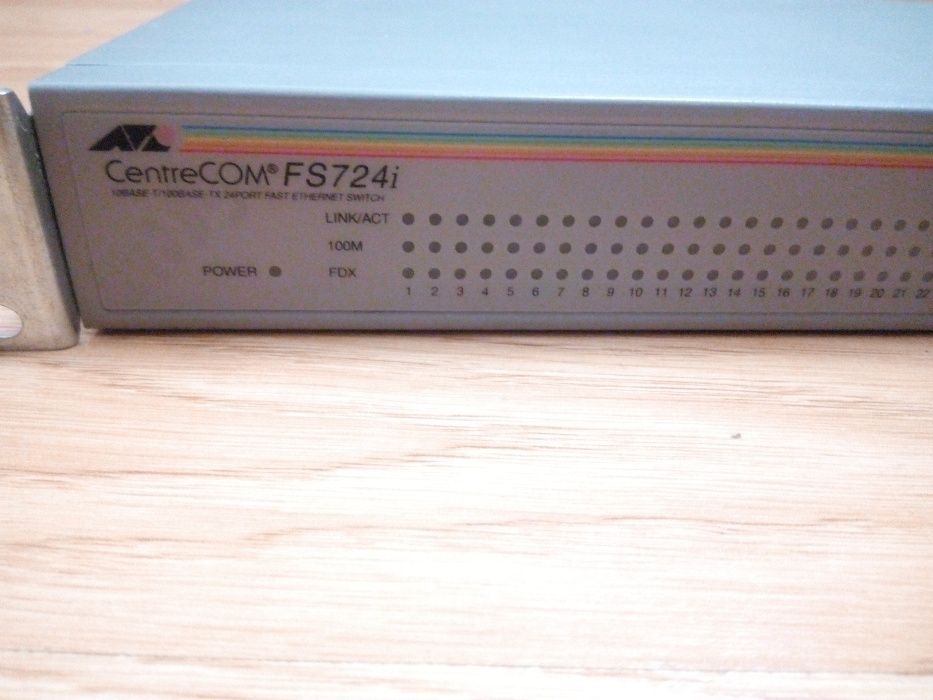 CentreCOM® FS724i
10BASE-T/100BASE-TX 24PORT FAST ETHERNET SWITCH
LINK/ACT
100M
POWER FDX
1 2 3 4 5 6 7 8 9 10 11 12 13 14 15 16 17 18 19 20 21 22